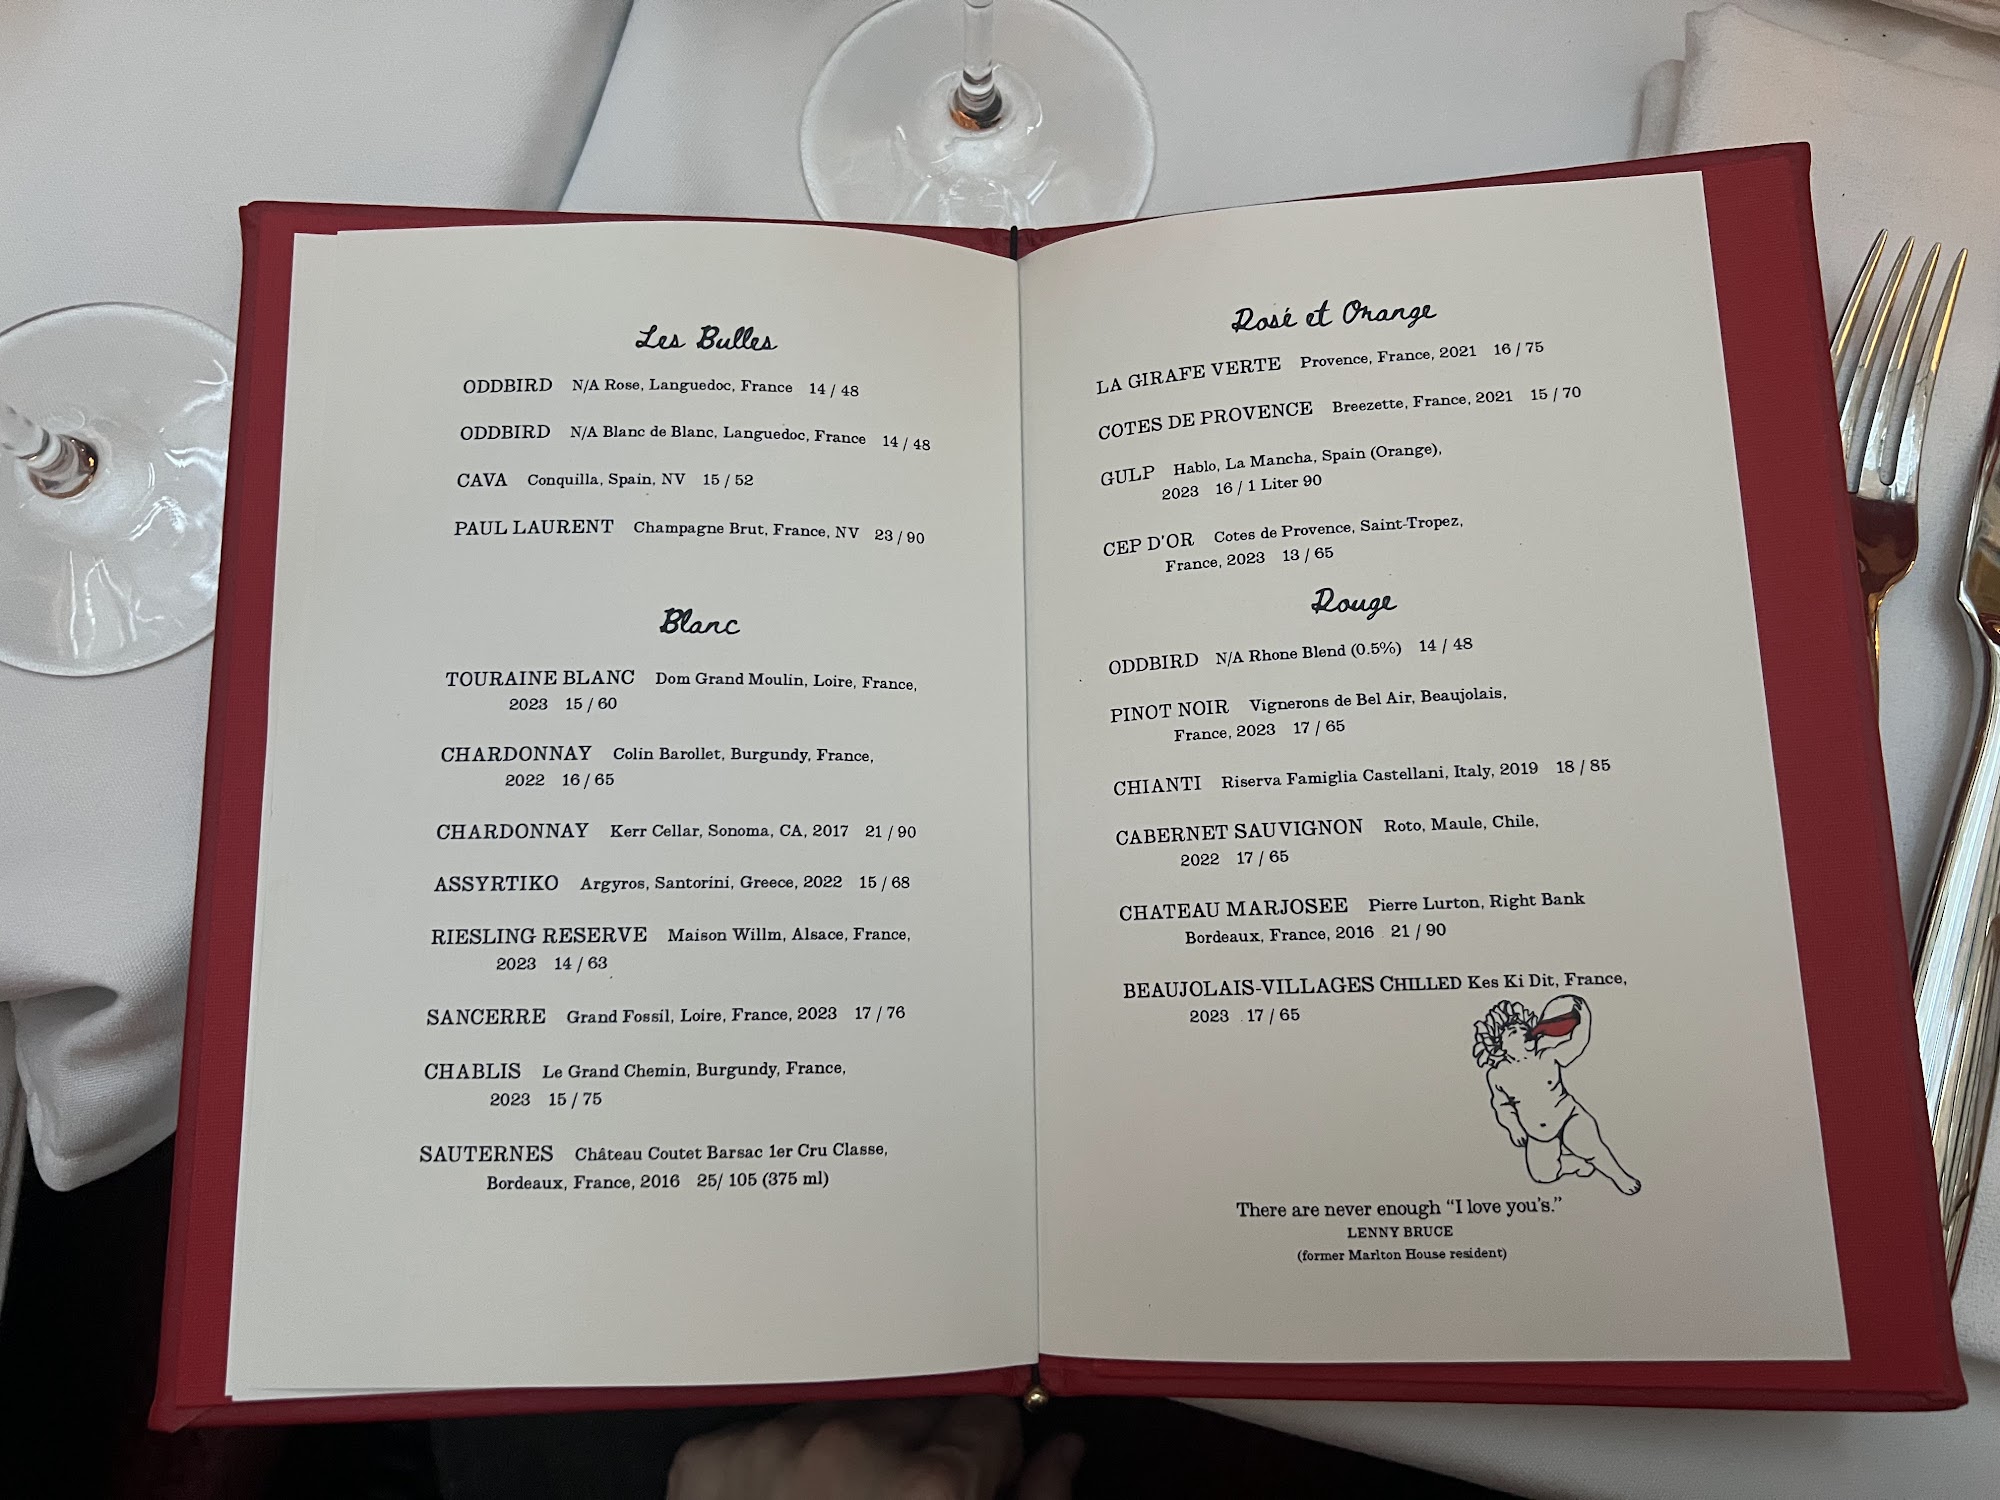 Les Bulles
ODDBIRD N/A Rose, Languedoc, France 14 / 48
ODDBIRD N/A Blanc de Blanc, Languedoc, France 14 / 48
CAVA Conquilla, Spain, NV 15 / 52
PAUL LAURENT Champagne Brut, France, NV 23 / 90
Blanc
TOURAINE BLANC Dom Grand Moulin, Loire, France,
2023 15 / 60
CHARDONNAY Colin Barollet, Burgundy, France,
2022 16 / 65
CHARDONNAY Kerr Cellar, Sonoma, CA, 2017 21 / 90
ASSYRTIKO Argyros, Santorini, Greece, 2022 15 / 68
RIESLING RESERVE Maison Willm, Alsace, France,
2023 14 / 63
SANCERRE Grand Fossil, Loire, France, 2023 17 / 76
CHABLIS Le Grand Chemin, Burgundy, France,
2023 15 / 75
SAUTERNES Château Coutet Barsac 1er Cru Classe,
Bordeaux, France, 2016 25/ 105 (375 ml)
Rosé et Orange
LA GIRAFE VERTE Provence, France, 2021 16 / 75
COTES DE PROVENCE Breezette, France, 2021 15 / 70
GULP Hablo, La Mancha, Spain (Orange),
2023 16 / 1 Liter 90
CEP D'OR Cotes de Provence, Saint-Tropez,
France, 2023 13 / 65
Rouge
ODDBIRD N/A Rhone Blend (0.5%) 14 / 48
PINOT NOIR Vignerons de Bel Air, Beaujolais,
France, 2023 17 / 65
CHIANTI Riserva Famiglia Castellani, Italy, 2019 18 / 85
CABERNET SAUVIGNON Roto, Maule, Chile,
2022 17 / 65
CHATEAU MARJOSEE Pierre Lurton, Right Bank
Bordeaux, France, 2016 21 / 90
BEAUJOLAIS-VILLAGES CHILLED Kes Ki Dit, France,
2023 17 / 65
There are never enough “I love you's.”
LENNY BRUCE
(former Marlton House resident)